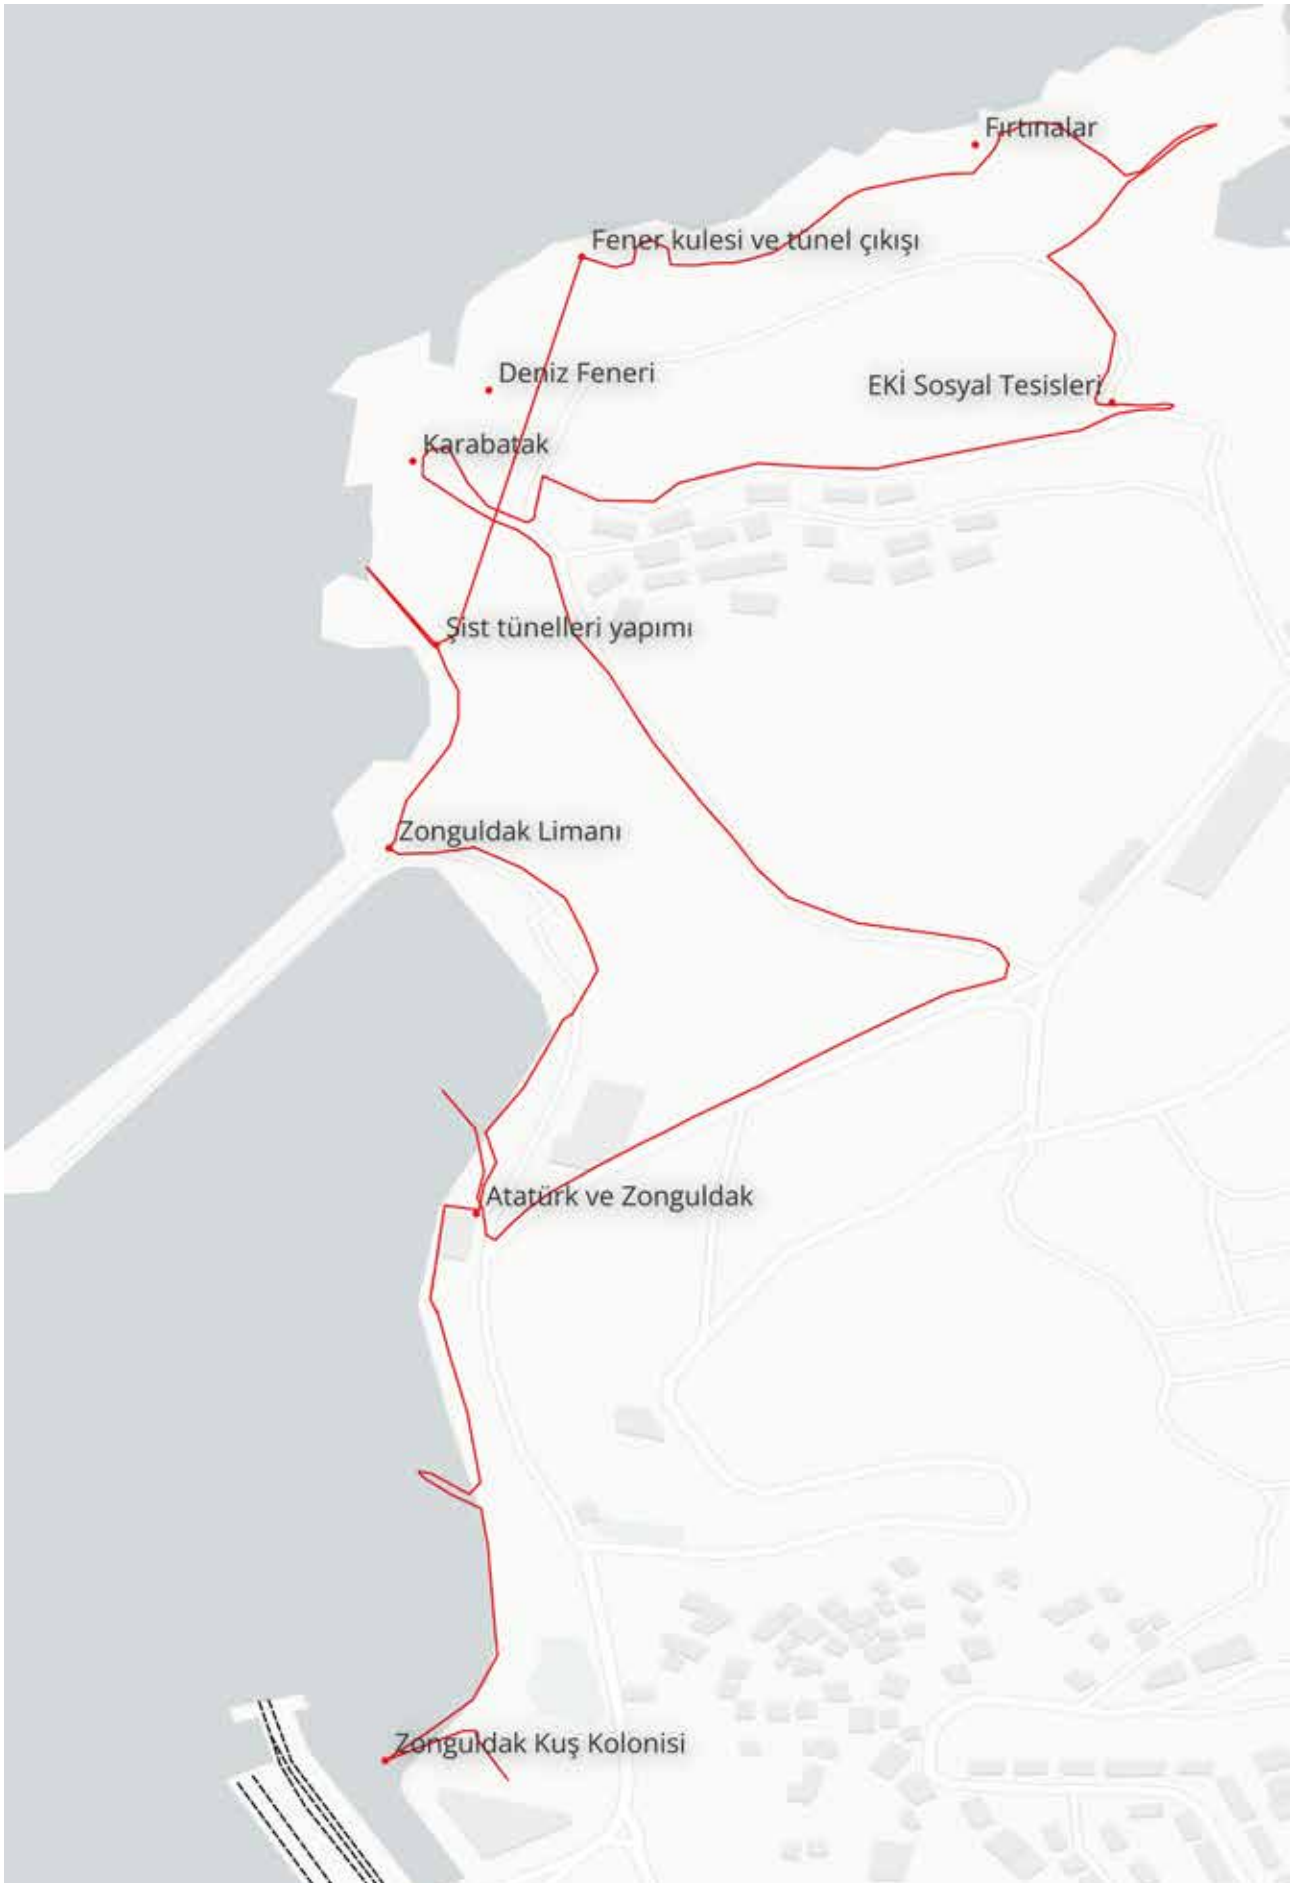 Fırtınalar
Fener kulesi ve tünel çıkışı
Deniz Feneri
EKİ Sosyal Tesisleri
Karabatak
Şist tünelleri yapımı
Zonguldak Limanı
Atatürk ve Zonguldak
Zonguldak Kuş Kolonisi